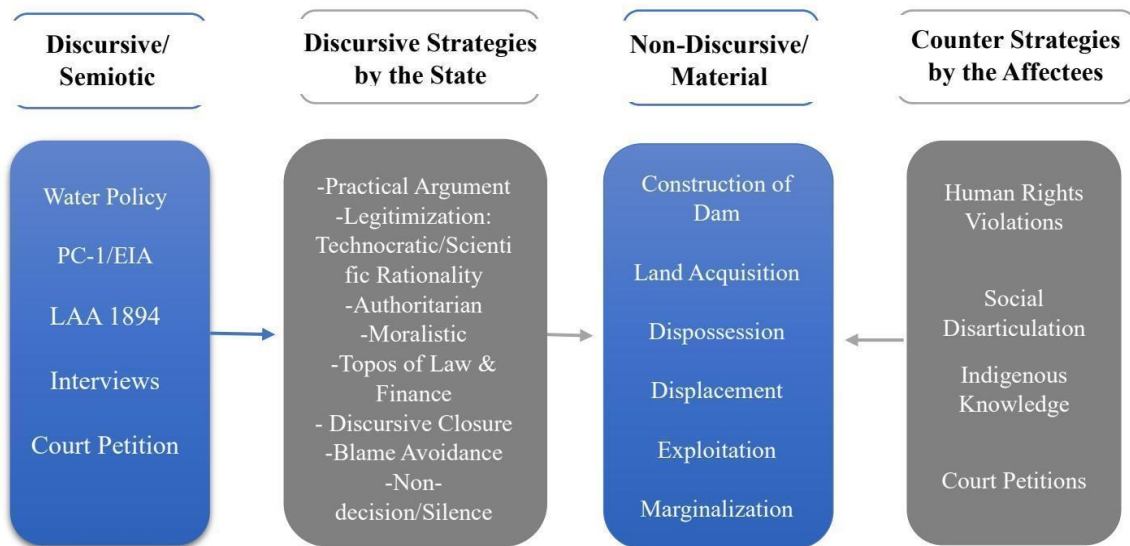 Discursive/
Semiotic
Water Policy
PC-1/EIA
LAA 1894
Interviews
Court Petition
Discursive Strategies
by the State
-Practical Argument
-Legitimization:
Technocratic/Scienti
fic Rationality
-Authoritarian
-Moralistic
-Topos of Law &
Finance
- Discursive Closure
-Blame Avoidance
-Non-
decision/Silence
Non-Discursive/
Material
Construction of
Dam
Land Acquisition
Dispossession
Displacement
Exploitation
Marginalization
Counter Strategies
by the Affectees
Human Rights
Violations
Social
Disarticulation
Indigenous
Knowledge
Court Petitions